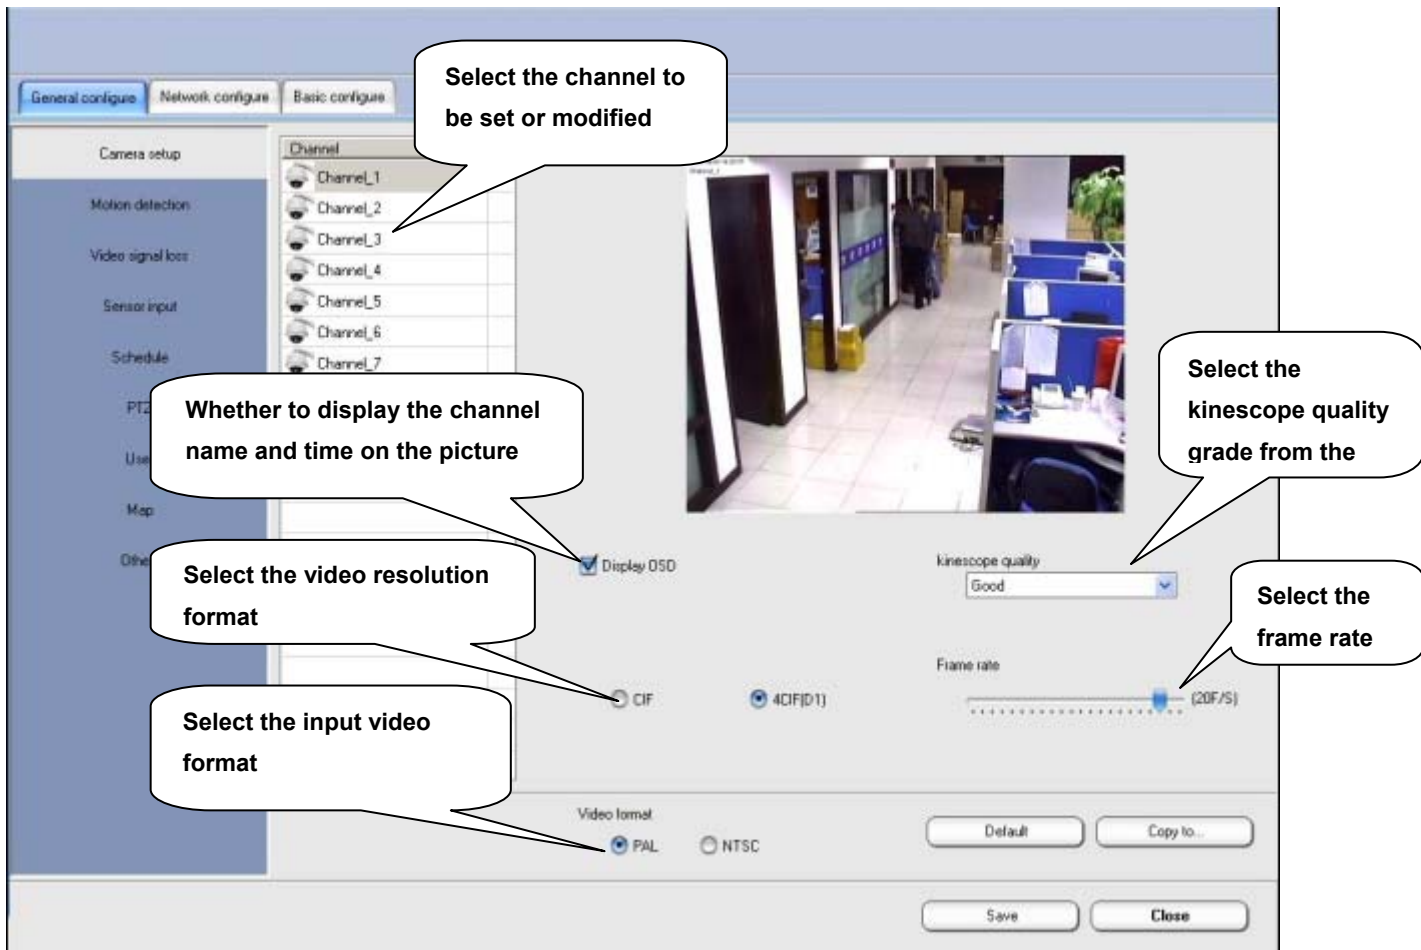 General configure
Network configure
Basic configure
Select the channel to
be set or modified
Camera setup
Motion detection
Video signal loss
Sensor input
Schedule
Map
Channel
Channel_1
Channel_2
Channel_3
Channel_4
Channel_5
Channel_6
Channel_7
Whether to display the channel
name and time on the picture
Select the
kinescope quality
grade from the
Select the video resolution
format
Display OSD
kinescope quality
Good
Select the
frame rate
Frame rate
CIF
4CIF(D1)
(20F/S)
Select the input video
format
Video format
PAL
NTSC
Default
Copy to...
Save
Close